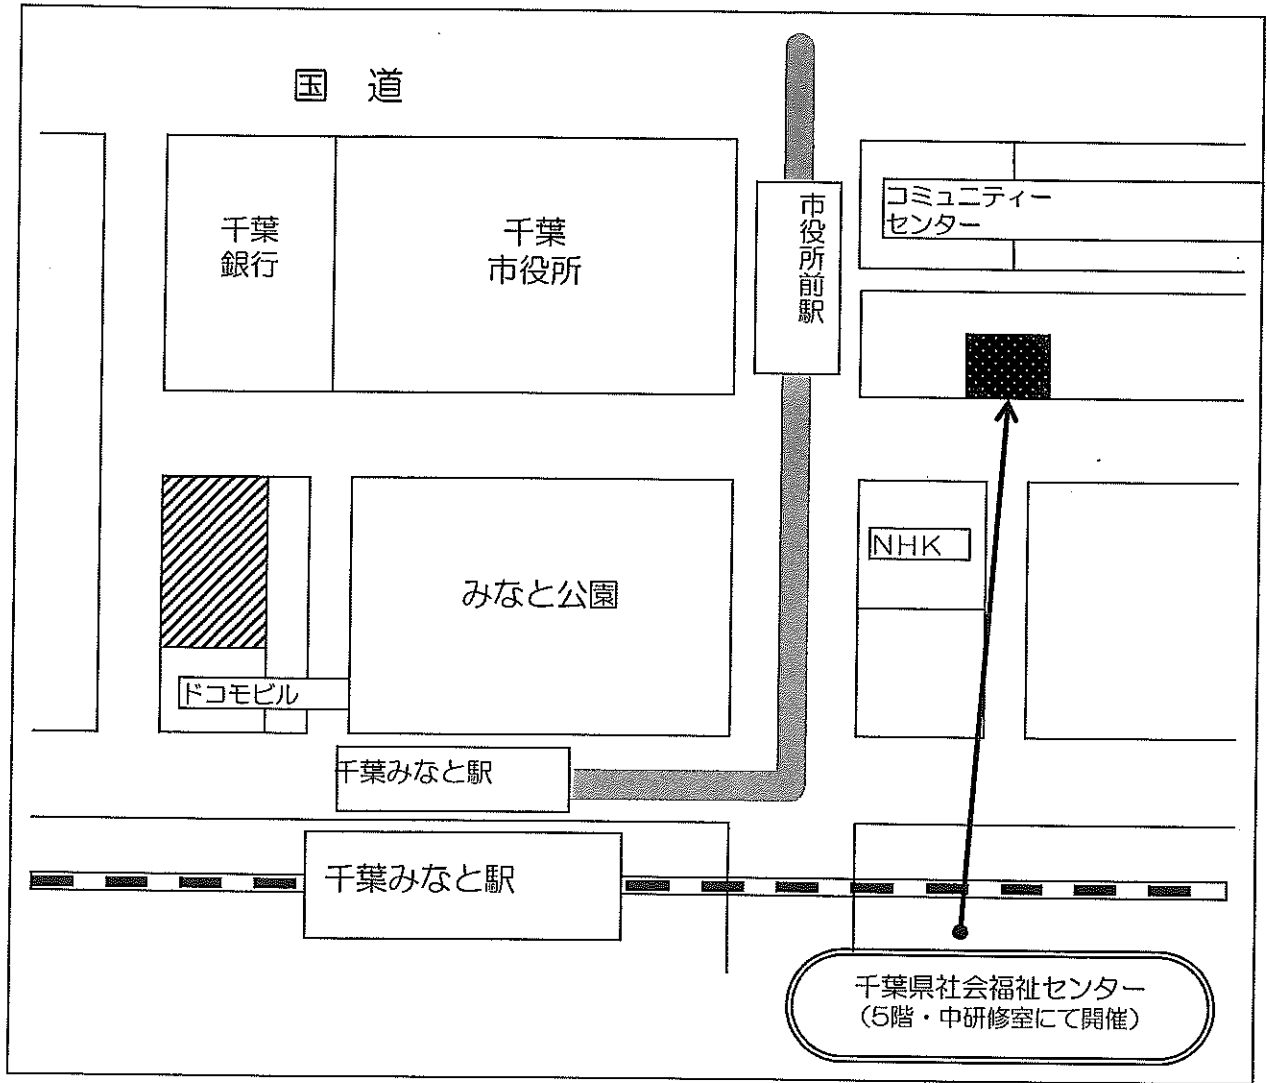 国 道
千葉
銀行
千葉
市役所
市役所前駅
コミュニティー
センター
NHK
みなと公園
ドコモビル
千葉みなと駅
千葉みなと駅
千葉県社会福祉センター
(5階・中研修室にて開催)